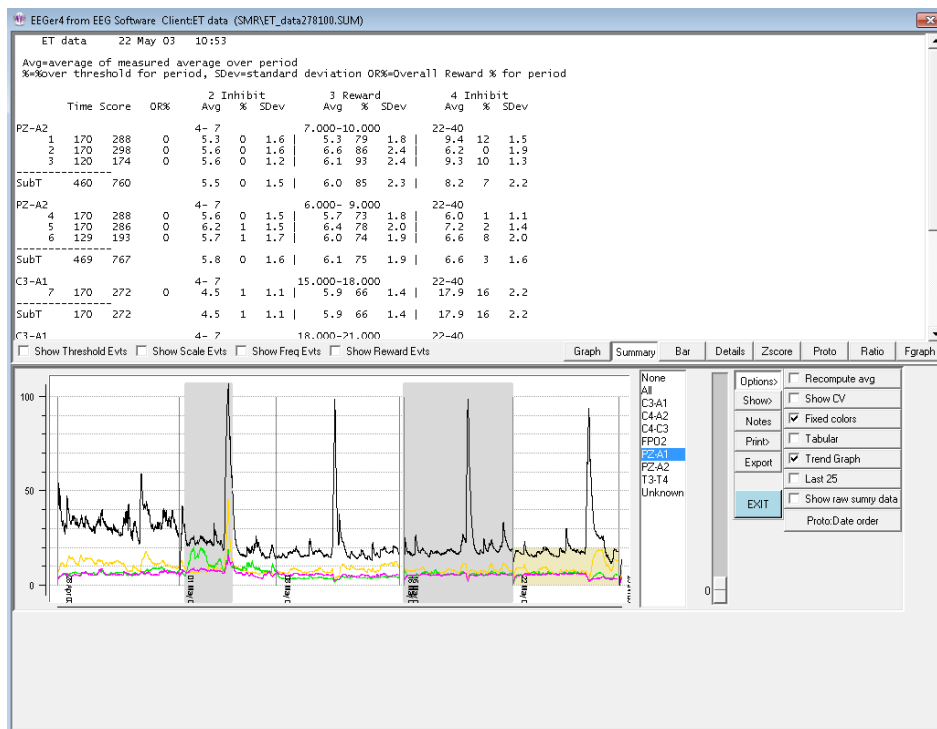 EEGer4 from EEG Software Client:ET data (SMR\ET_data278100.SUM)
ET data 22 May 03 10:53
Avg=average of measured average over period
%=%over threshold for period, SDev=standard deviation OR%=Overall Reward % for period
2 Inhibit 3 Reward 4 Inhibit
Time Score OR% Avg % SDev Avg % SDev Avg % SDev
PZ-A2 4- 7 7.000-10.000 22-40
1 170 288 0 5.3 0 1.6 | 5.3 79 1.8 | 9.4 12 1.5
2 170 298 0 5.6 0 1.6 | 6.6 86 2.4 | 6.2 0 1.9
3 120 174 0 5.6 0 1.2 | 6.1 93 2.4 | 9.3 10 1.3
----------------
SubT 460 760 5.5 0 1.5 | 6.0 85 2.3 | 8.2 7 2.2
PZ-A2 4- 7 6.000- 9.000 22-40
4 170 288 0 5.6 0 1.5 | 5.7 73 1.8 | 6.0 1 1.1
5 170 286 0 6.2 1 1.5 | 6.4 78 2.0 | 7.2 2 1.4
6 129 193 0 5.7 1 1.7 | 6.0 74 1.9 | 6.6 8 2.0
----------------
SubT 469 767 5.8 0 1.6 | 6.1 75 1.9 | 6.6 3 1.6
C3-A1 4- 7 15.000-18.000 22-40
7 170 272 0 4.5 1 1.1 | 5.9 66 1.4 | 17.9 16 2.2
----------------
SubT 170 272 4.5 1 1.1 | 5.9 66 1.4 | 17.9 16 2.2
C3-A1 4- 7 18.000-21.000 22-40
Show Threshold Evts Show Scale Evts Show Freq Evts Show Reward Evts Graph Summary Bar Details Zscore Proto Ratio Fgraph
100
50
0
01 May
22 May
None
All
C3-A1
C4-A2
C4-C3
FPO2
PZ-A1
PZ-A2
T3-T4
Unknown
0
Options>
Show>
Notes
Print>
Export
EXIT
Recompute avg
Show CV
Fixed colors
Tabular
Trend Graph
Last 25
Show raw sumry data
Proto:Date order